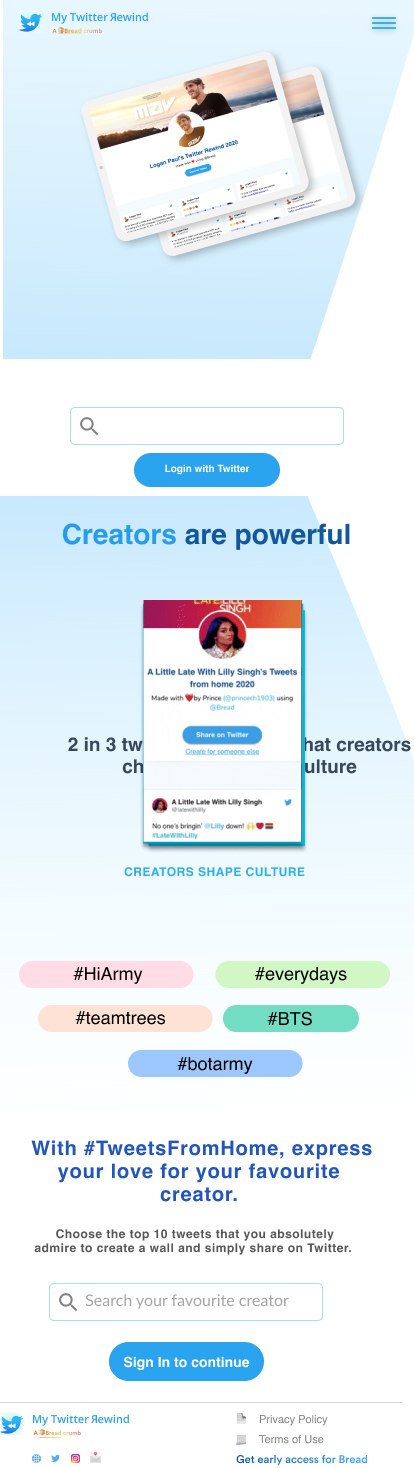 My Twitter Яewind
A Bread crumb
MDV
Logan Paul's Twitter Rewind 2020
Login with Twitter
Creators are powerful
LATE LILLY
SINGH
A Little Late With Lilly Singh's Tweets
from home 2020
Made with ❤️ by Prince (@princech1903) using
@Bread
Share on Twitter
Create for someone else
2 in 3 tw hat creators
ch ulture
A Little Late With Lilly Singh
@latewithlilly
No one's bringin' @Lilly down! 🙌❤️
#LateWithLilly
CREATORS SHAPE CULTURE
#HiArmy #everydays
#teamtrees #BTS
#botarmy
With #TweetsFromHome, express
your love for your favourite
creator.
Choose the top 10 tweets that you absolutely
admire to create a wall and simply share on Twitter.
Search your favourite creator
Sign In to continue
My Twitter Яewind
A Bread crumb
Privacy Policy
Terms of Use
Get early access for Bread